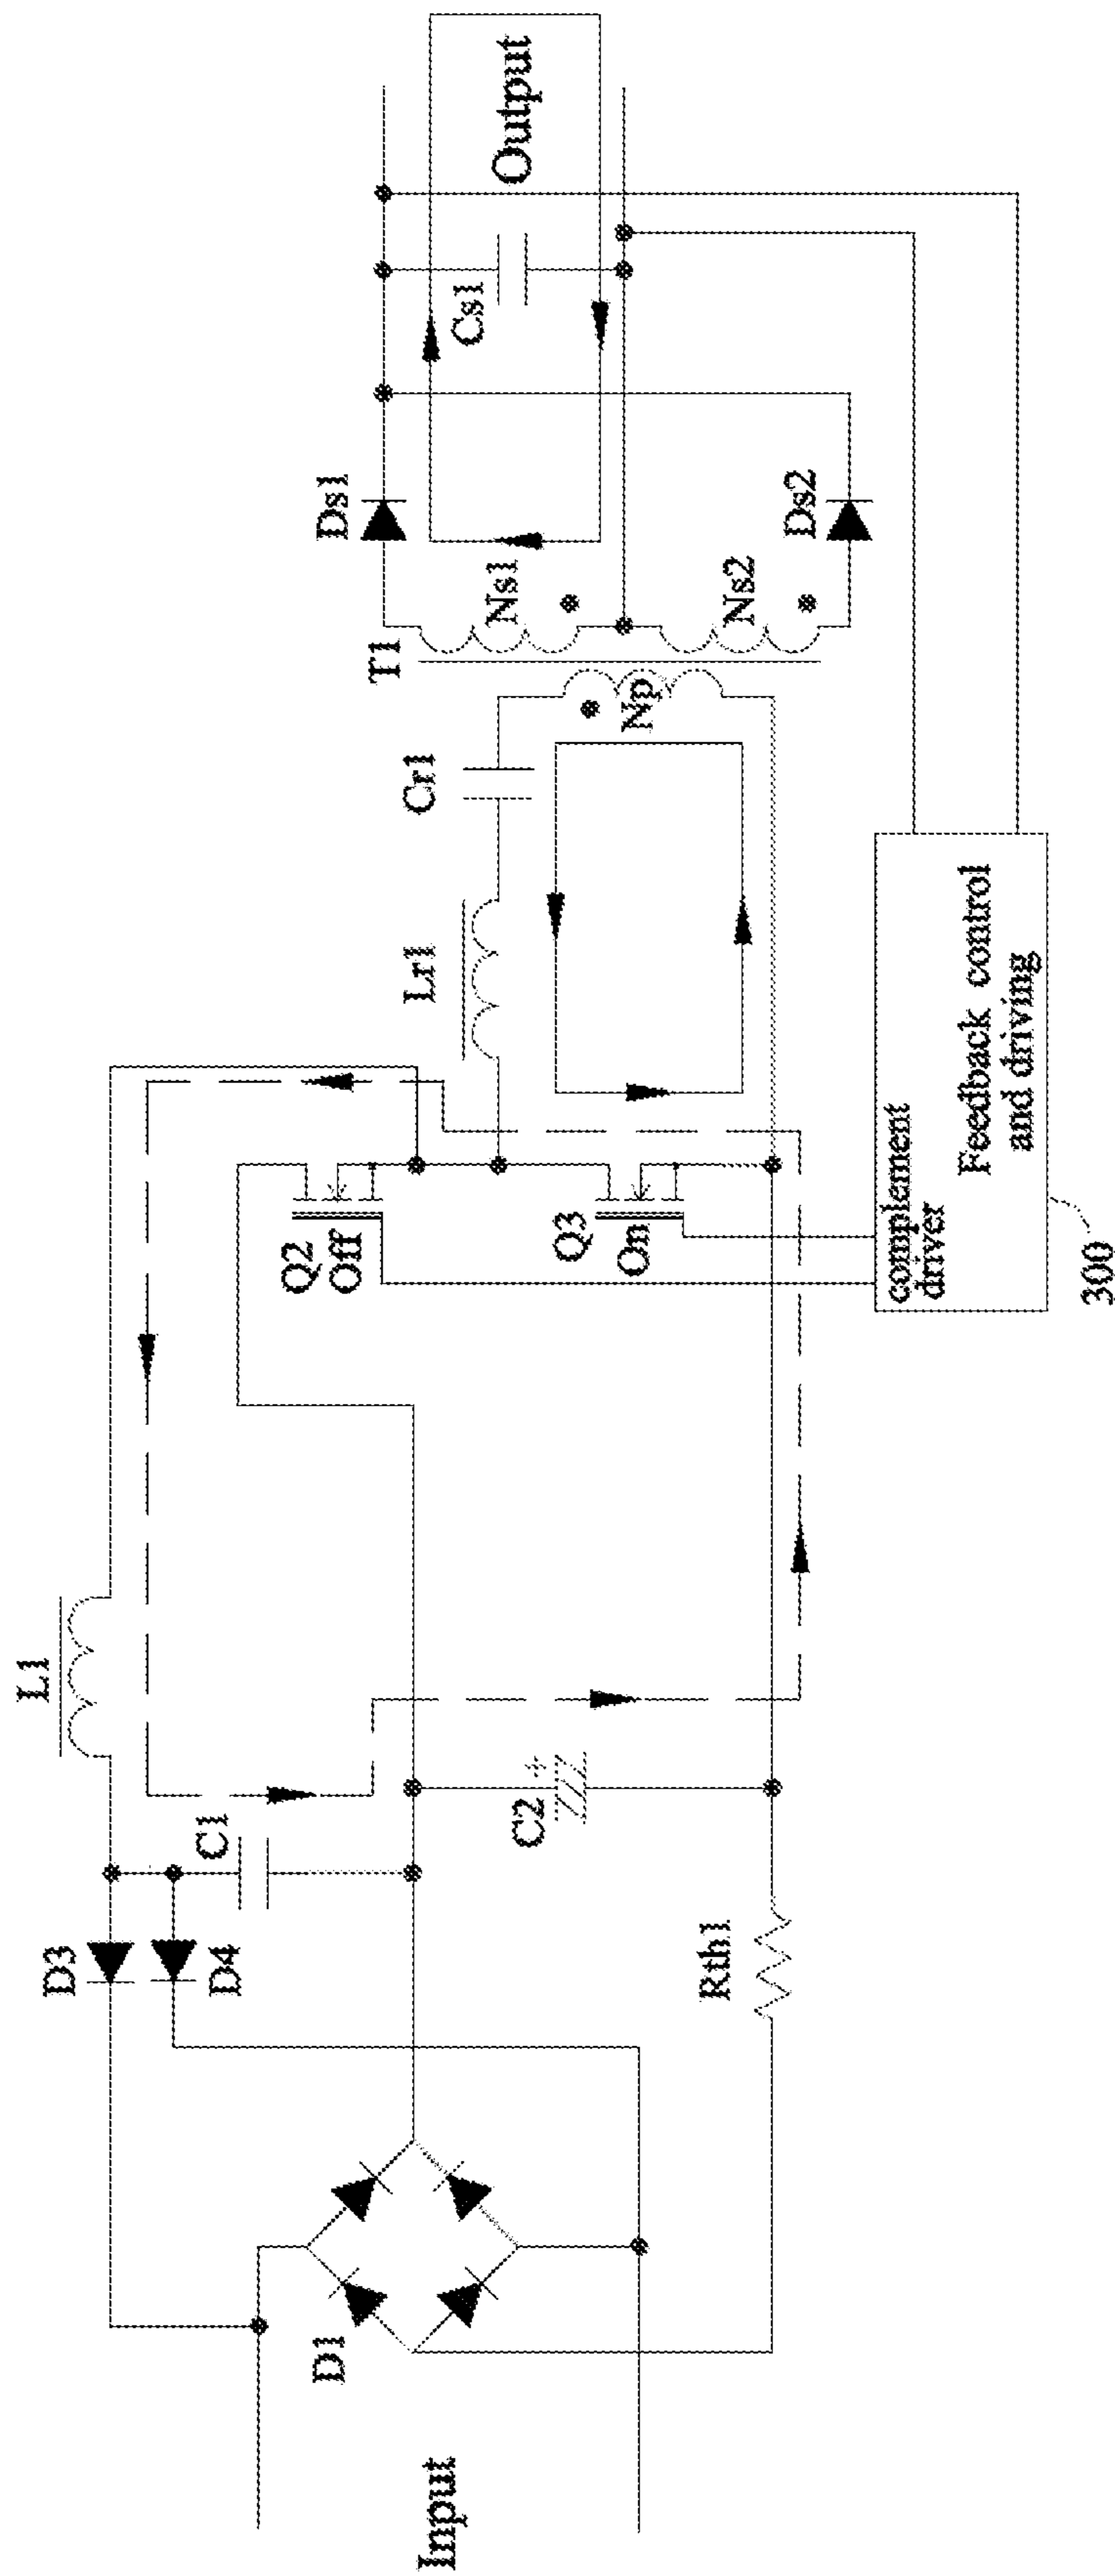 Input
D1
D3
D4
C1
L1
C2
+
Rth1
Q2
Off
Q3
On
Lr1
Cr1
T1
Np
Ns1
Ns2
Ds1
Ds2
Cs1
Output
complement
driver
Feedback control
and driving
300